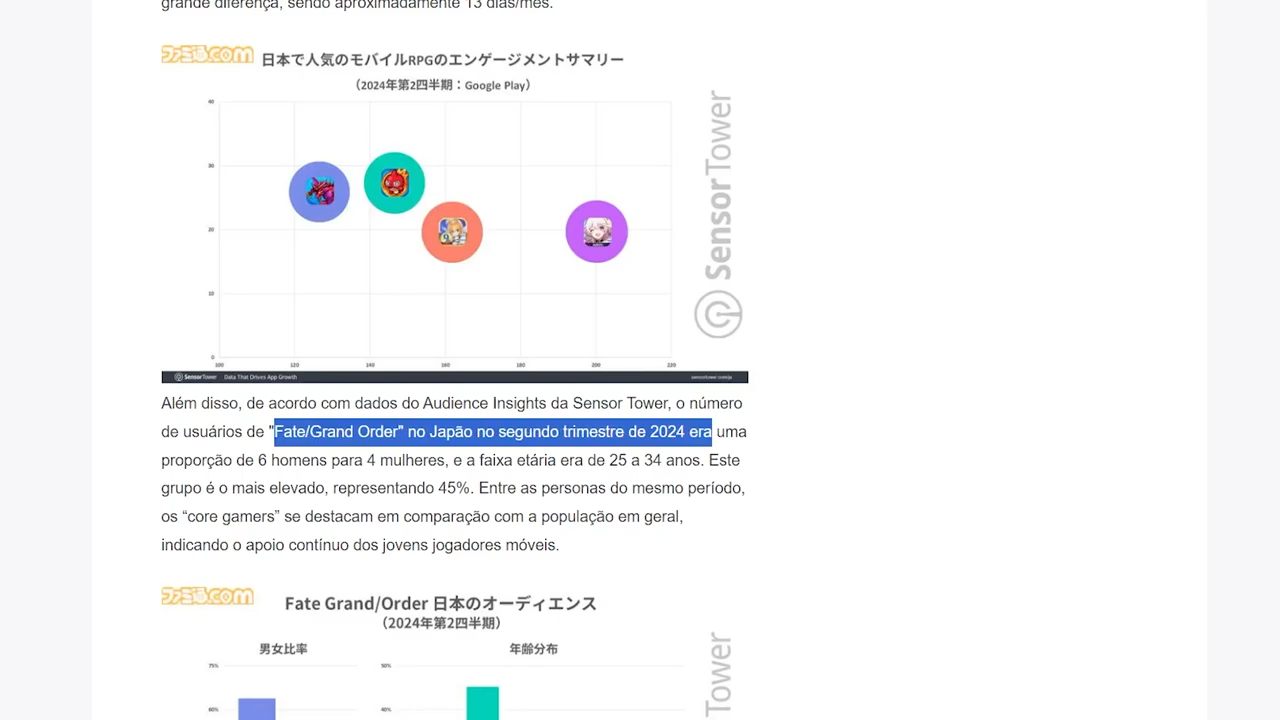 grande diferença, sendo aproximadamente 13 dias/mês.
ファミ通.com
日本で人気のモバイルRPGのエンゲージメントサマリー
（2024年第2四半期：Google Play）
40
30
20
10
0
100 120 140 160 180 200 220
SensorTower
SensorTower Data That Drives App Growth sensortower.com/ja
Além disso, de acordo com dados do Audience Insights da Sensor Tower, o número
de usuários de "Fate/Grand Order" no Japão no segundo trimestre de 2024 era uma
proporção de 6 homens para 4 mulheres, e a faixa etária era de 25 a 34 anos. Este
grupo é o mais elevado, representando 45%. Entre as personas do mesmo período,
os “core gamers” se destacam em comparação com a população em geral,
indicando o apoio contínuo dos jovens jogadores móveis.
ファミ通.com
Fate Grand/Order 日本のオーディエンス
（2024年第2四半期）
男女比率
年齢分布
75%
60%
50%
40%
Tower